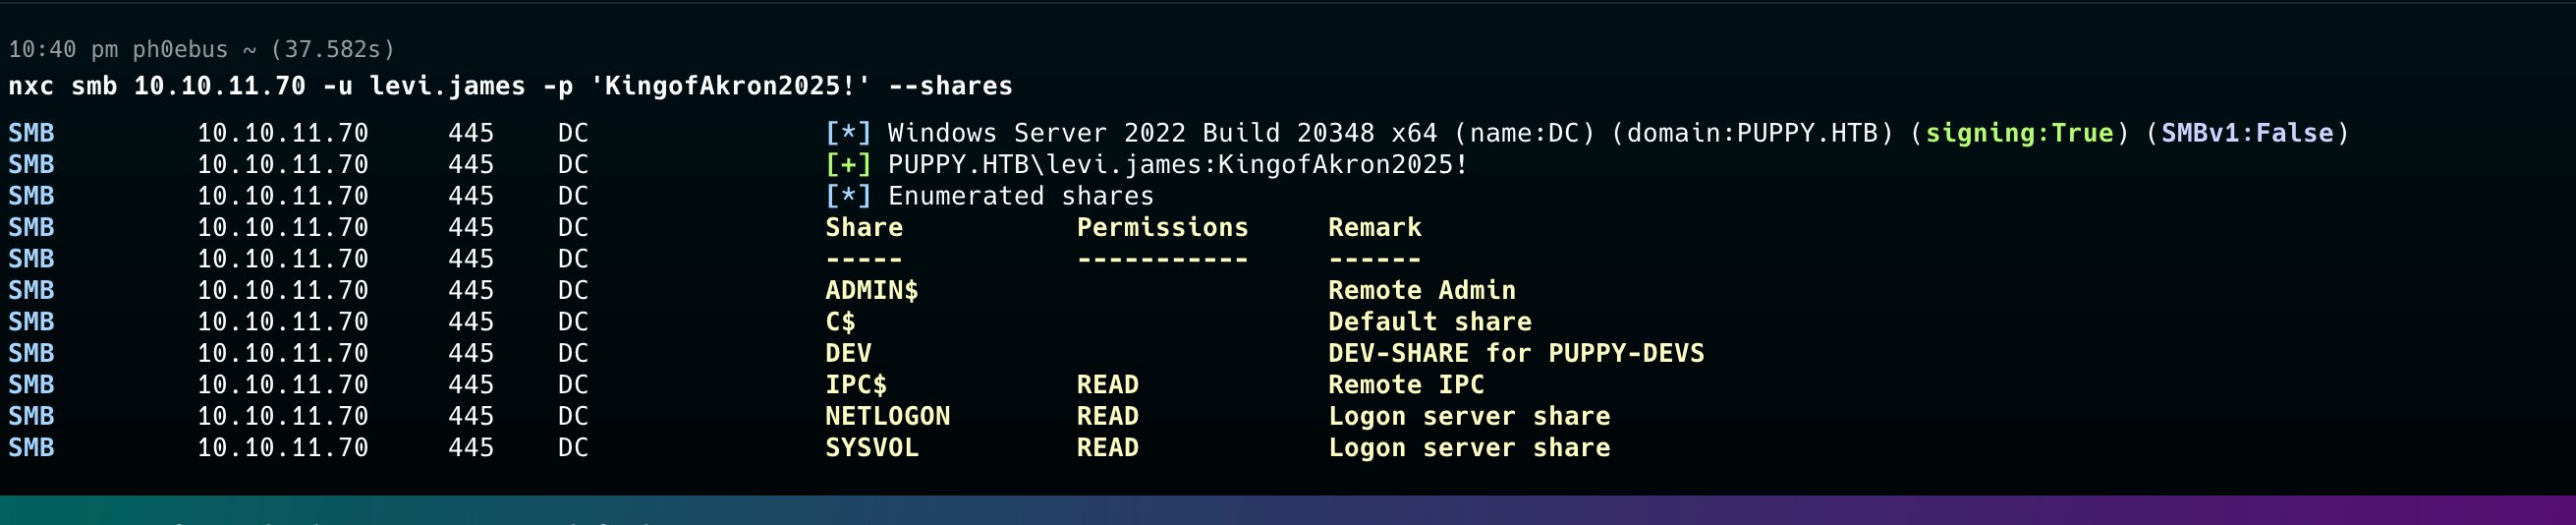 10:40 pm ph0ebus ~ (37.582s)
nxc smb 10.10.11.70 -u levi.james -p 'KingofAkron2025!' --shares
SMB 10.10.11.70 445 DC [*] Windows Server 2022 Build 20348 x64 (name:DC) (domain:PUPPY.HTB) (signing:True) (SMBv1:False)
SMB 10.10.11.70 445 DC [+] PUPPY.HTB\levi.james:KingofAkron2025!
SMB 10.10.11.70 445 DC [*] Enumerated shares
SMB 10.10.11.70 445 DC Share Permissions Remark
SMB 10.10.11.70 445 DC ----- ----------- ------
SMB 10.10.11.70 445 DC ADMIN$ Remote Admin
SMB 10.10.11.70 445 DC C$ Default share
SMB 10.10.11.70 445 DC DEV DEV-SHARE for PUPPY-DEVS
SMB 10.10.11.70 445 DC IPC$ READ Remote IPC
SMB 10.10.11.70 445 DC NETLOGON READ Logon server share
SMB 10.10.11.70 445 DC SYSVOL READ Logon server share